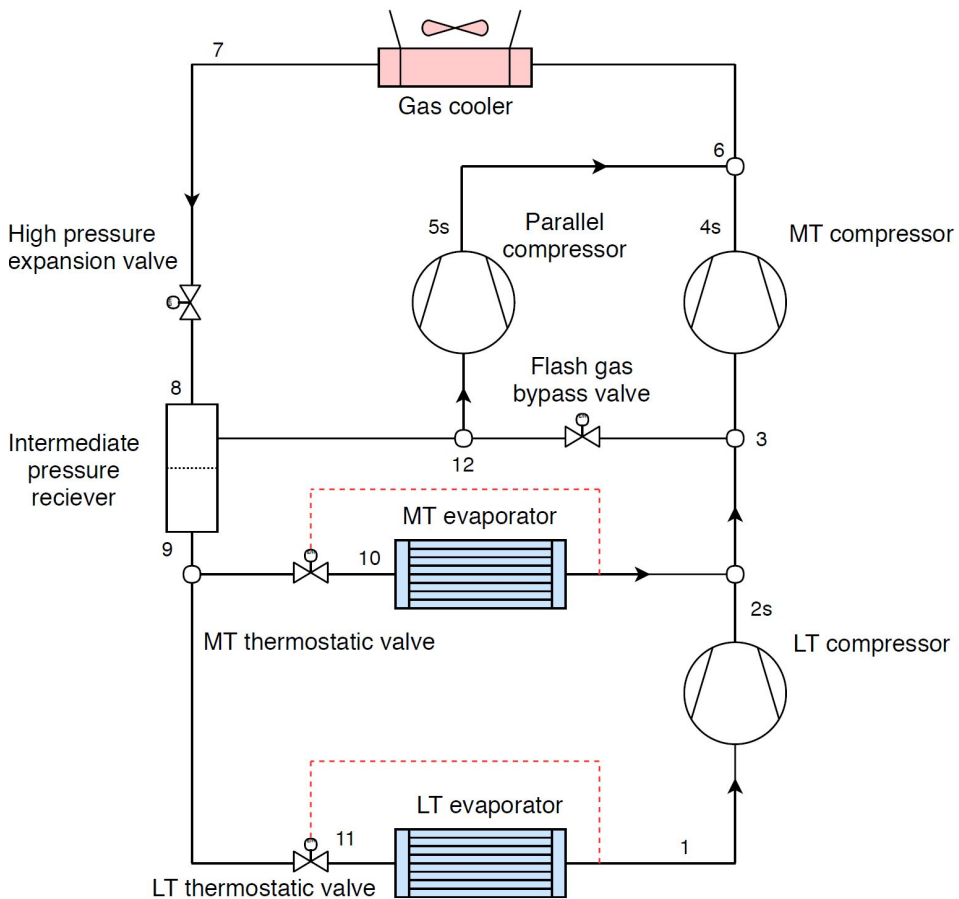 7
Gas cooler
6
High pressure
expansion valve
5s
Parallel
compressor
4s
MT compressor
8
Flash gas
bypass valve
Intermediate
pressure
reciever
12
3
9
MT evaporator
10
MT thermostatic valve
2s
LT compressor
LT evaporator
11
1
LT thermostatic valve